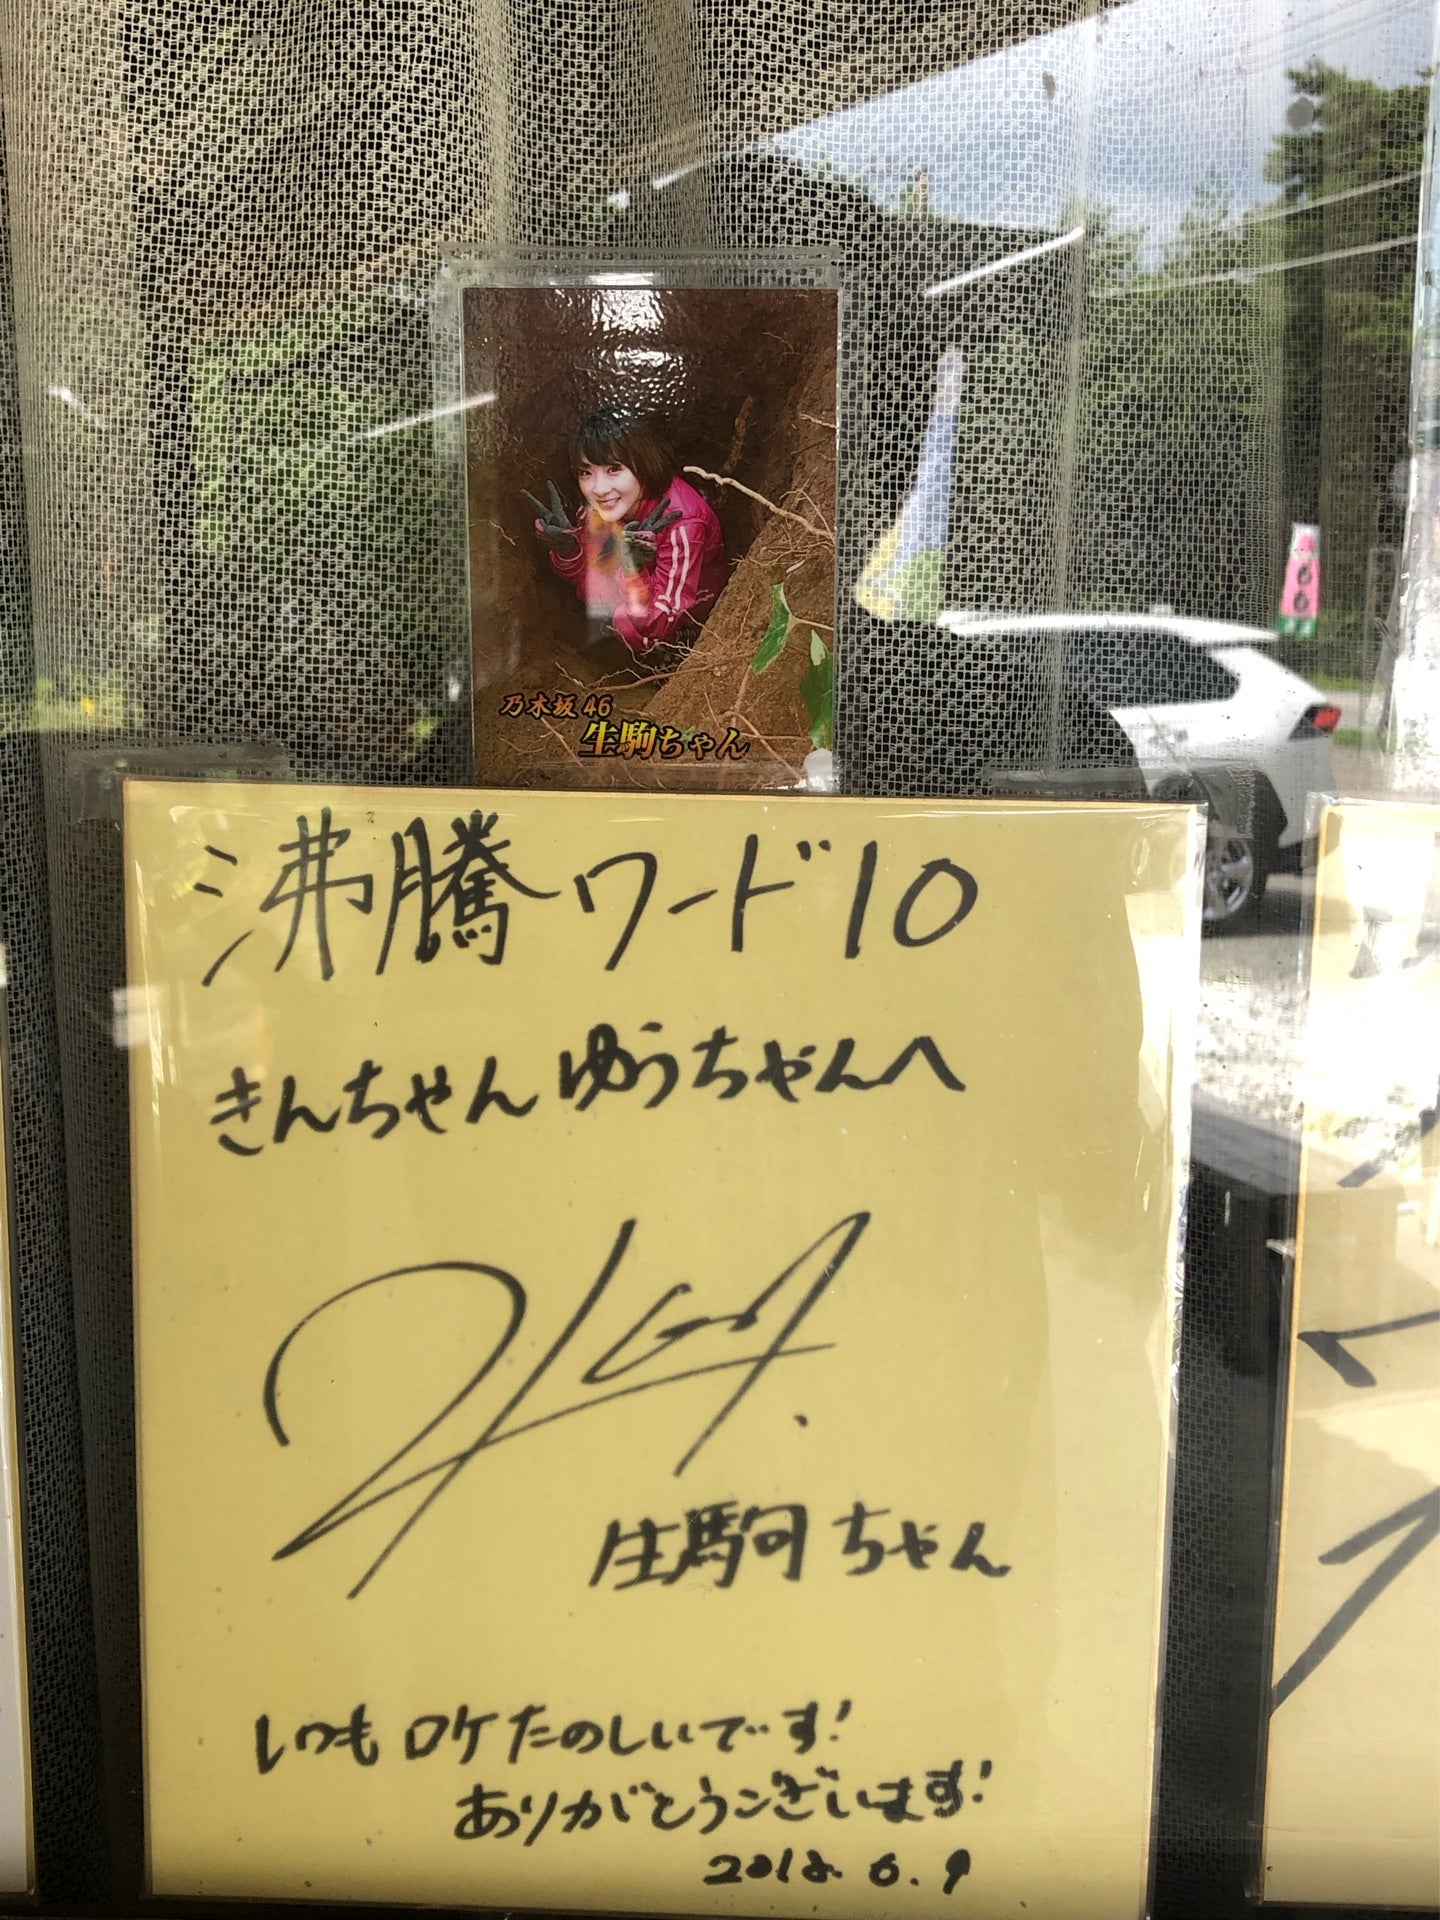 乃木坂46
生駒ちゃん
沸騰ワード10
きんちゃん ゆうちゃんへ
生駒ちゃん
いつもロケたのしいです!
ありがとうございます!
2018.6.9